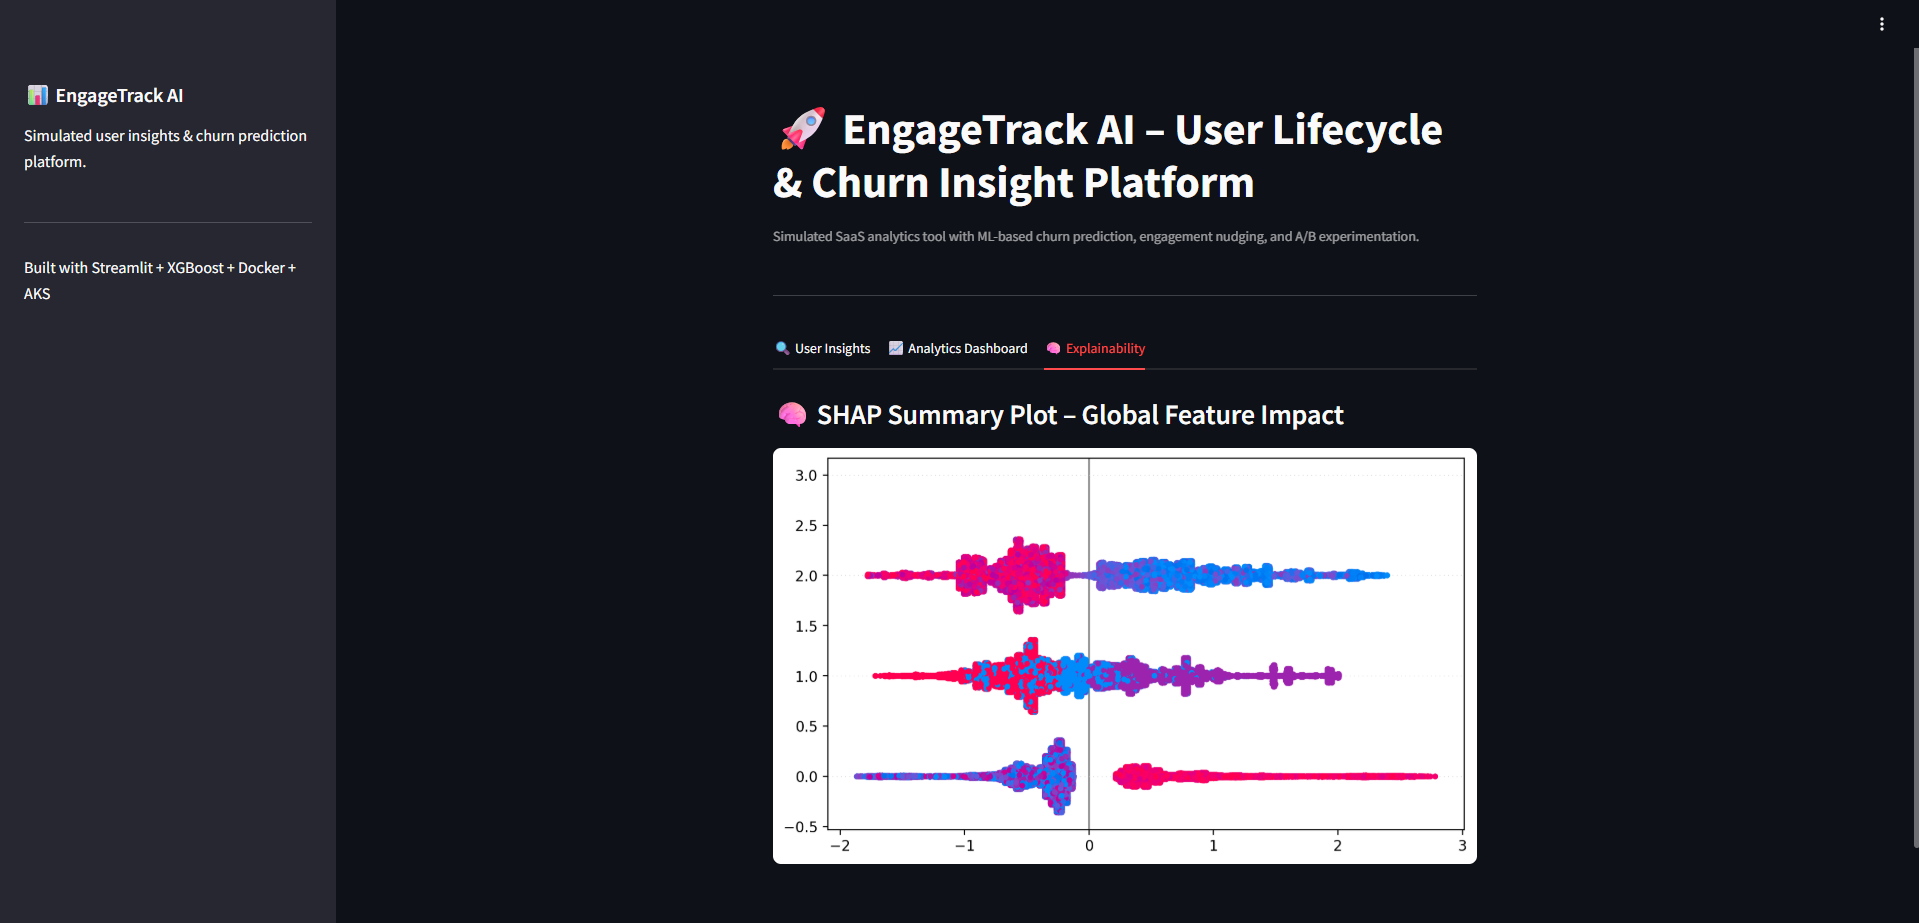 EngageTrack AI
Simulated user insights & churn prediction
platform.
Built with Streamlit + XGBoost + Docker +
AKS
EngageTrack AI – User Lifecycle
& Churn Insight Platform
Simulated SaaS analytics tool with ML-based churn prediction, engagement nudging, and A/B experimentation.
User Insights Analytics Dashboard Explainability
SHAP Summary Plot – Global Feature Impact
3.0
2.5
2.0
1.5
1.0
0.5
0.0
−0.5
−2 −1 0 1 2 3